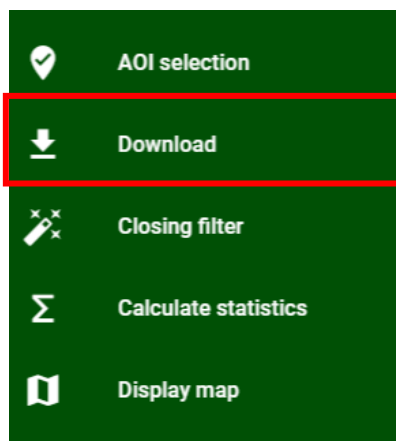 AOI selection
Download
Closing filter
Calculate statistics
Display map